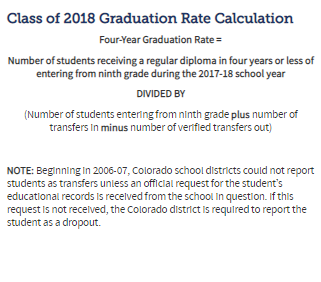 Class of 2018 Graduation Rate Calculation
Four-Year Graduation Rate =
Number of students receiving a regular diploma in four years or less of
entering from ninth grade during the 2017-18 school year
DIVIDED BY
(Number of students entering from ninth grade plus number of
transfers in minus number of verified transfers out)
NOTE: Beginning in 2006-07, Colorado school districts could not report
students as transfers unless an official request for the student's
educational records is received from the school in question. If this
request is not received, the Colorado district is required to report the
student as a dropout.